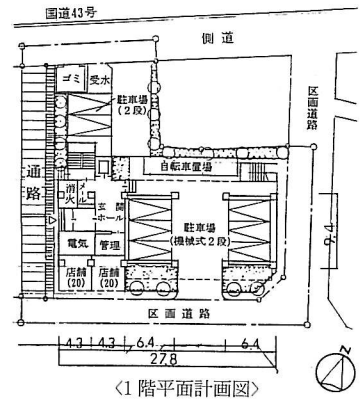 国道43号
側道
ゴミ
受水
駐車場
(2段)
区画道路
自転車置場
通路
消火
メール
玄関
ホール
駐車場
(機械式2段)
電気
管理
店舗
(20)
店舗
(20)
7.4
区画道路
4.3 4.3 6.4 6.4
27.8
N
〈1階平面計画図〉